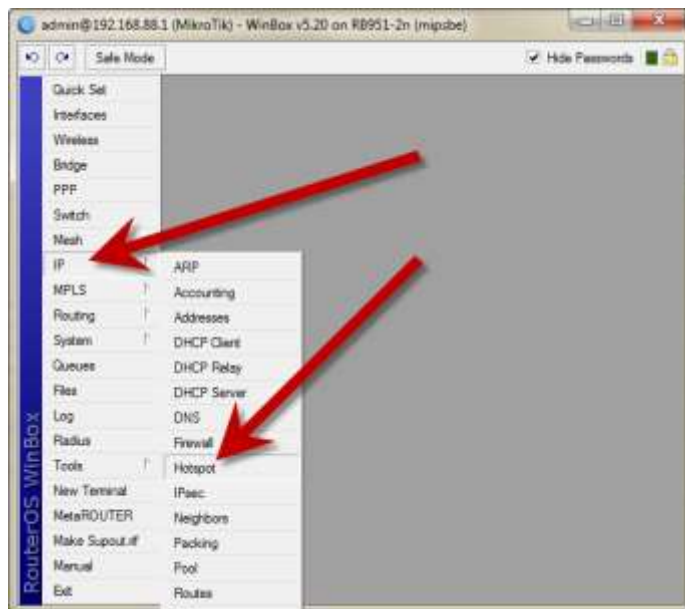 admin@192.168.88.1 (MikroTik) - WinBox v5.20 on RB951-2n (mipsbe)
Safe Mode
Hide Passwords
Quick Set
Interfaces
Wireless
Bridge
PPP
Switch
Mesh
IP
MPLS
Routing
System
Queues
Files
Log
Radius
Tools
New Terminal
MetaROUTER
Make Supout.rif
Manual
Exit
ARP
Accounting
Addresses
DHCP Client
DHCP Relay
DHCP Server
DNS
Firewall
Hotspot
IPsec
Neighbors
Packing
Pool
Routes
RouterOS WinBox